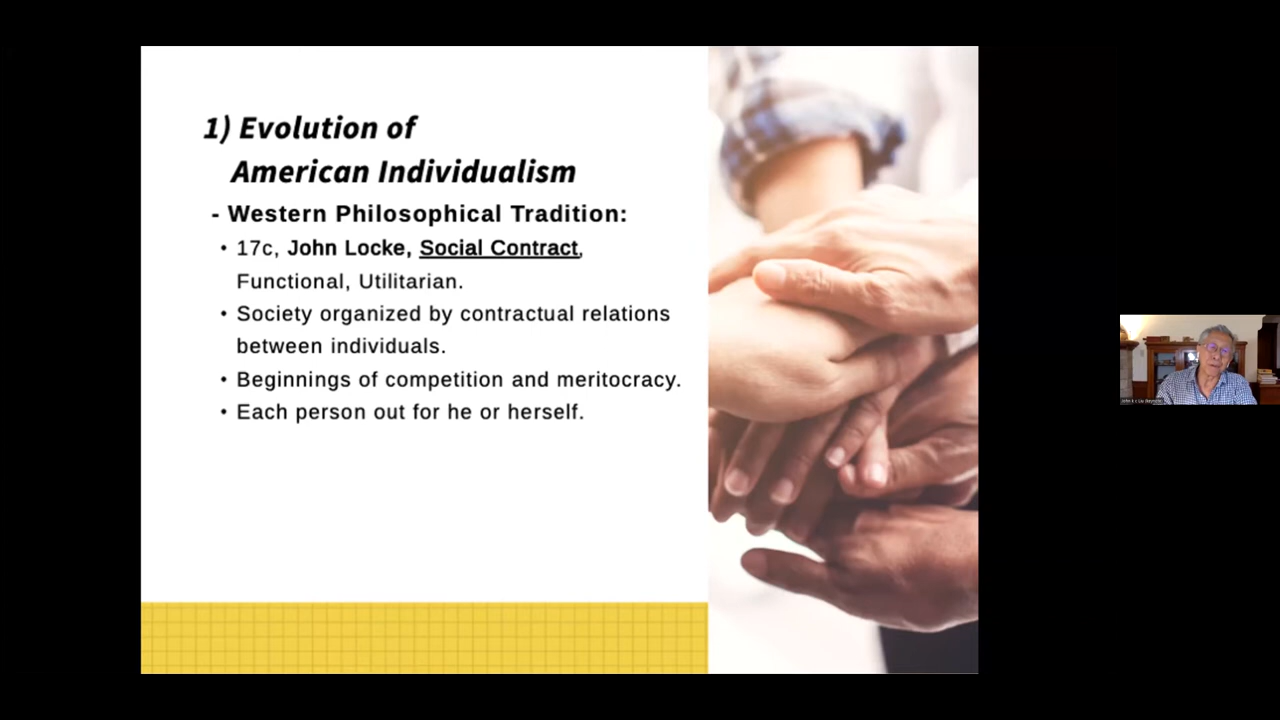 1) Evolution of
American Individualism
- Western Philosophical Tradition:
• 17c, John Locke, Social Contract,
Functional, Utilitarian.
• Society organized by contractual relations
between individuals.
• Beginnings of competition and meritocracy.
• Each person out for he or herself.